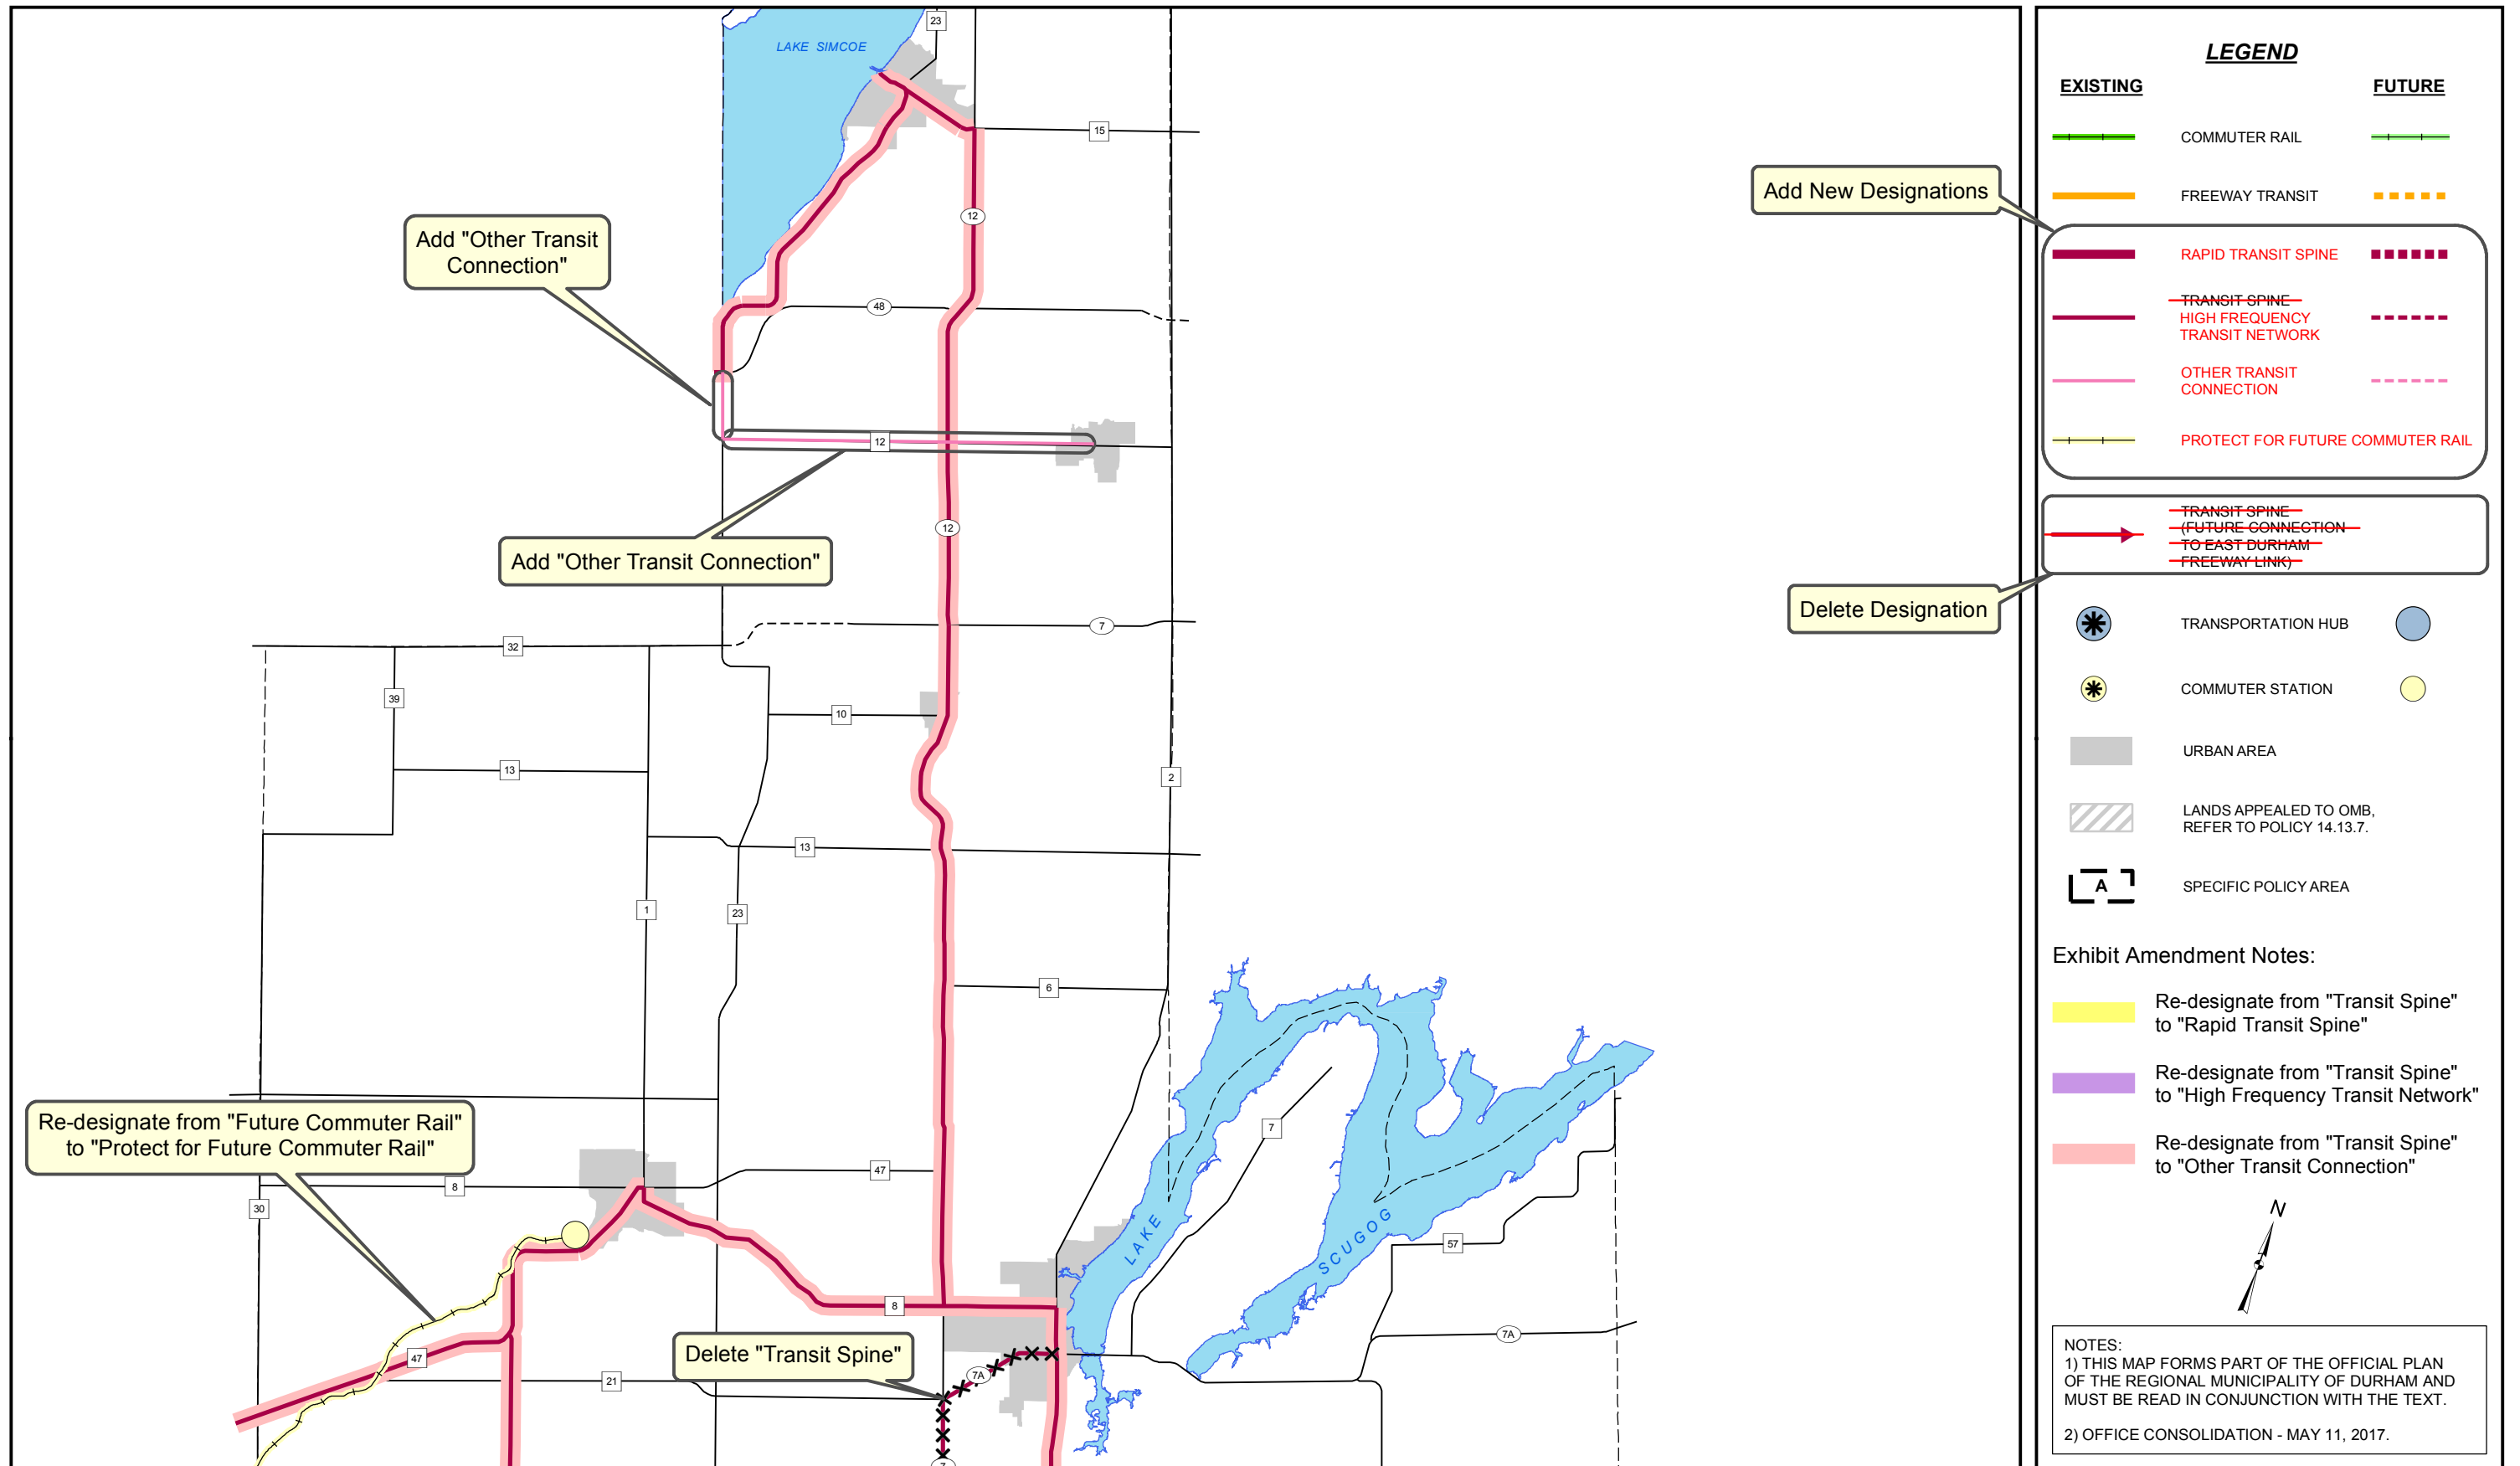 23
LAKE SIMCOE
15
12
Add "Other Transit
Connection"
48
12
Add "Other Transit Connection"
12
7
32
39
10
13
2
13
1
23
6
Re-designate from "Future Commuter Rail"
to "Protect for Future Commuter Rail"
7
8
47
30
LAKE
SCUGOG
57
8
47
Delete "Transit Spine"
7A
7A
21
7
LEGEND
EXISTING
FUTURE
COMMUTER RAIL
Add New Designations
FREEWAY TRANSIT
RAPID TRANSIT SPINE
TRANSIT SPINE
HIGH FREQUENCY
TRANSIT NETWORK
OTHER TRANSIT
CONNECTION
PROTECT FOR FUTURE COMMUTER RAIL
TRANSIT SPINE
(FUTURE CONNECTION
TO EAST DURHAM
FREEWAY LINK)
Delete Designation
TRANSPORTATION HUB
COMMUTER STATION
URBAN AREA
LANDS APPEALED TO OMB,
REFER TO POLICY 14.13.7.
A
SPECIFIC POLICY AREA
Exhibit Amendment Notes:
Re-designate from "Transit Spine"
to "Rapid Transit Spine"
Re-designate from "Transit Spine"
to "High Frequency Transit Network"
Re-designate from "Transit Spine"
to "Other Transit Connection"
N
NOTES:
1) THIS MAP FORMS PART OF THE OFFICIAL PLAN
OF THE REGIONAL MUNICIPALITY OF DURHAM AND
MUST BE READ IN CONJUNCTION WITH THE TEXT.
2) OFFICE CONSOLIDATION - MAY 11, 2017.